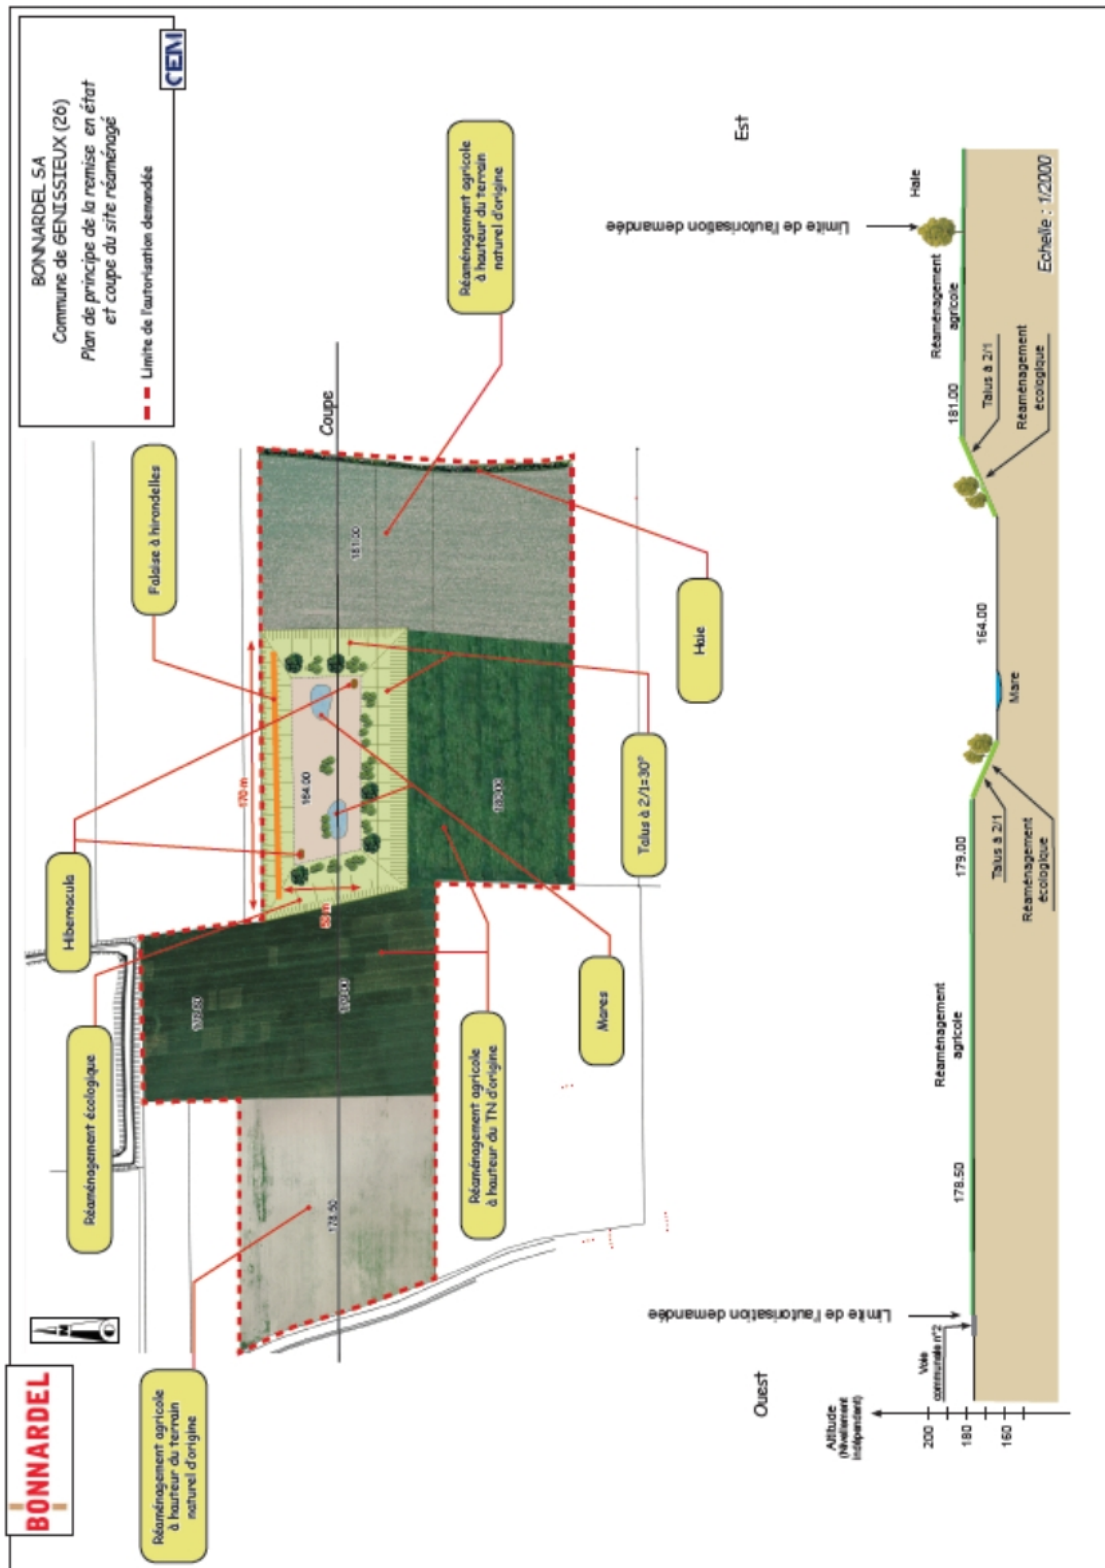 BONNARDEL
BONNARDEL SA
Commune de GENISSIEUX (26)
Plan de principe de la remise en état
et coupe du site réaménagé
Limite de l'autorisation demandée
CEM
N
Réaménagement agricole
à hauteur du terrain
naturel d'origine
Réaménagement écologique
Hibernacula
Falaise à hirondelles
170 m
Coupe
178.50
179.00
164.00
181.00
Réaménagement agricole
à hauteur du terrain
naturel d'origine
Réaménagement agricole
à hauteur du TN d'origine
Mares
Talus à 2/1=30°
Haie
Ouest
Est
Altitude
(Nivellement
indépendant)
200
180
160
Voie
communale n°2
Limite de l'autorisation demandée
178.50
Réaménagement
agricole
179.00
Talus à 2/1
Réaménagement
écologique
Mare
164.00
181.00
Talus à 2/1
Réaménagement
écologique
Réaménagement
agricole
Limite de l'autorisation demandée
Haie
Echelle : 1/2000